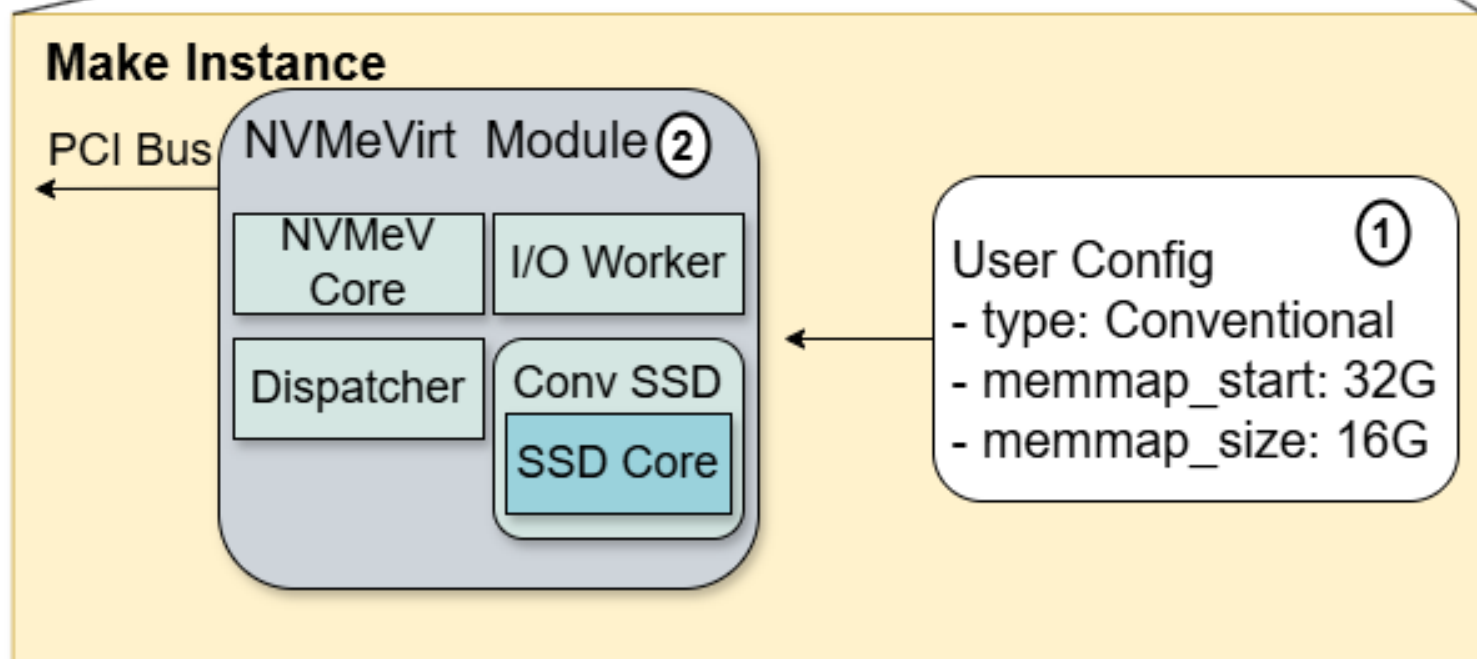 Make Instance
PCI Bus
NVMeVirt Module 2
NVMeV
Core
I/O Worker
Dispatcher
Conv SSD
SSD Core
1
User Config
- type: Conventional
- memmap_start: 32G
- memmap_size: 16G